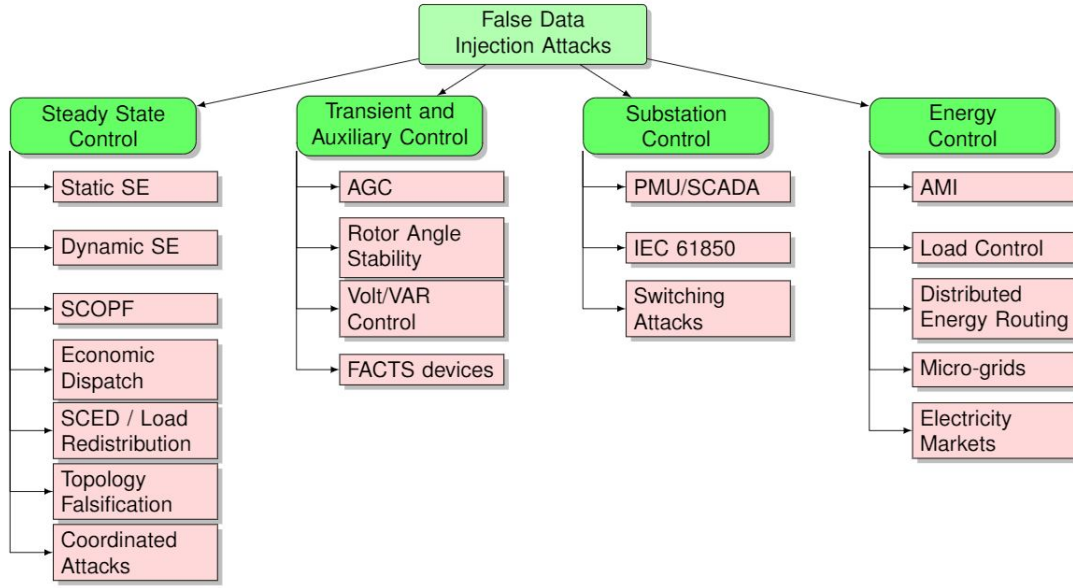 False Data
Injection Attacks
Steady State
Control
Static SE
Dynamic SE
SCOPF
Economic
Dispatch
SCED / Load
Redistribution
Topology
Falsification
Coordinated
Attacks
Transient and
Auxiliary Control
AGC
Rotor Angle
Stability
Volt/VAR
Control
FACTS devices
Substation
Control
PMU/SCADA
IEC 61850
Switching
Attacks
Energy
Control
AMI
Load Control
Distributed
Energy Routing
Micro-grids
Electricity
Markets